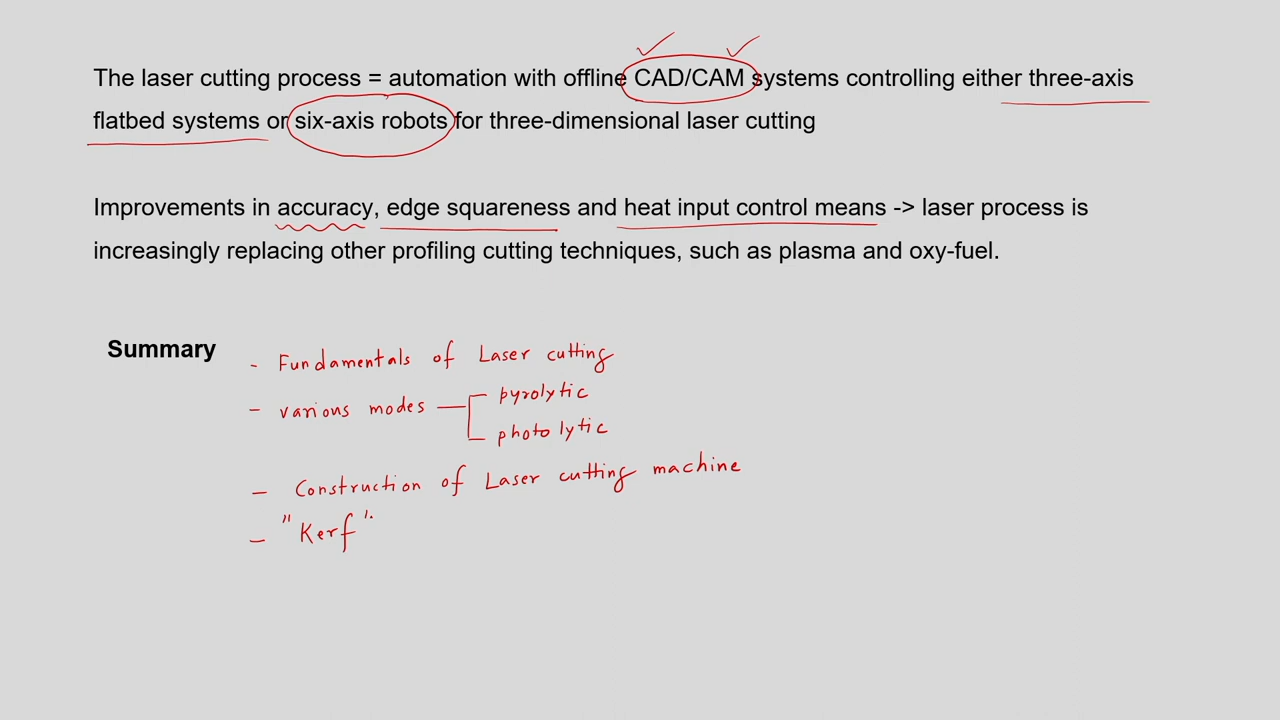 The laser cutting process = automation with offline CAD/CAM systems controlling either three-axis
flatbed systems or six-axis robots for three-dimensional laser cutting
Improvements in accuracy, edge squareness and heat input control means -> laser process is
increasingly replacing other profiling cutting techniques, such as plasma and oxy-fuel.
Summary
- Fundamentals of Laser cutting
- various modes
pyrolytic
photolytic
- Construction of Laser cutting machine
- "Kerf".